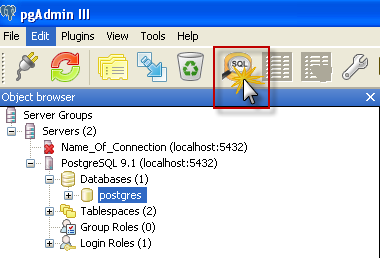 pgAdmin III
File Edit Plugins View Tools Help
SQL
Object browser
Server Groups
Servers (2)
Name_Of_Connection (localhost:5432)
PostgreSQL 9.1 (localhost:5432)
Databases (1)
postgres
Tablespaces (2)
Group Roles (0)
Login Roles (1)